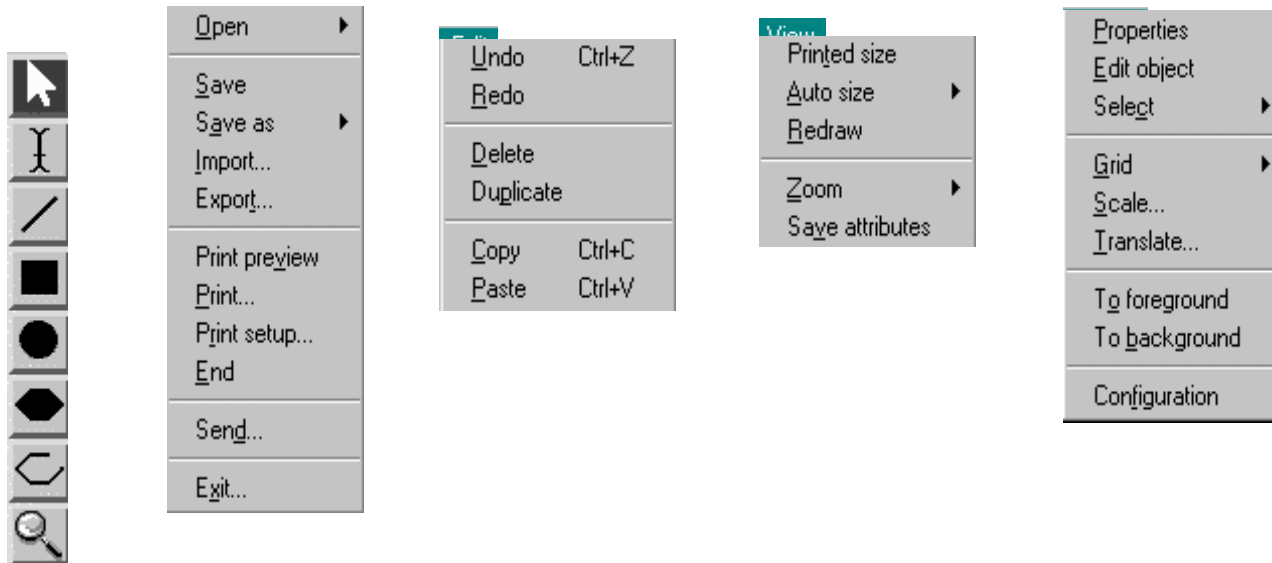 Open
Save
Save as
Import...
Export...
Print preview
Print...
Print setup...
End
Send...
Exit...
Edit
Undo Ctrl+Z
Redo
Delete
Duplicate
Copy Ctrl+C
Paste Ctrl+V
View
Printed size
Auto size
Redraw
Zoom
Save attributes
Properties
Edit object
Select
Grid
Scale...
Translate...
To foreground
To background
Configuration